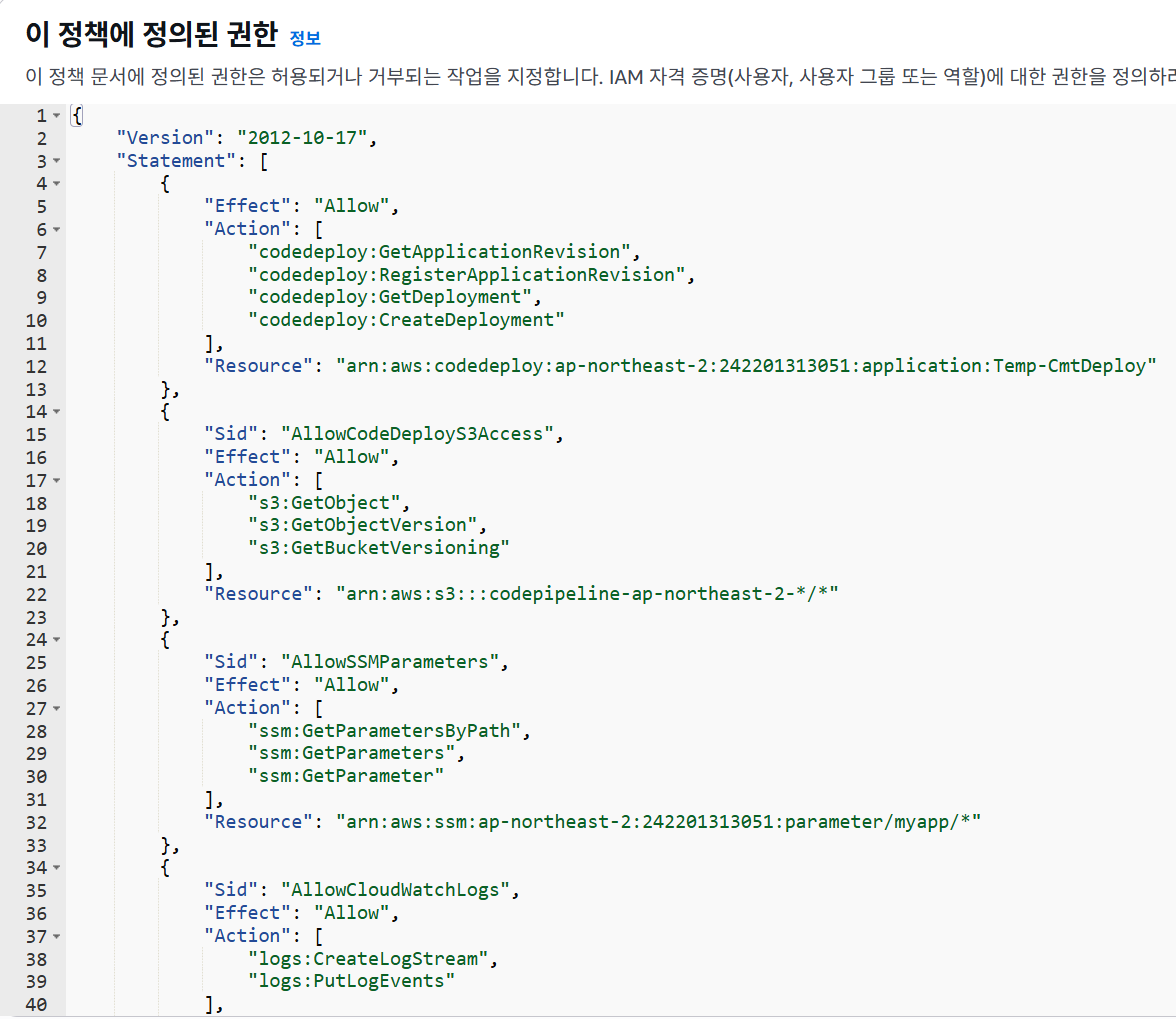 이 정책에 정의된 권한 정보
이 정책 문서에 정의된 권한은 허용되거나 거부되는 작업을 지정합니다. IAM 자격 증명(사용자, 사용자 그룹 또는 역할)에 대한 권한을 정의하려
1 {
2 "Version": "2012-10-17",
3 "Statement": [
4 {
5 "Effect": "Allow",
6 "Action": [
7 "codedeploy:GetApplicationRevision",
8 "codedeploy:RegisterApplicationRevision",
9 "codedeploy:GetDeployment",
10 "codedeploy:CreateDeployment"
11 ],
12 "Resource": "arn:aws:codedeploy:ap-northeast-2:242201313051:application:Temp-CmtDeploy"
13 },
14 {
15 "Sid": "AllowCodeDeployS3Access",
16 "Effect": "Allow",
17 "Action": [
18 "s3:GetObject",
19 "s3:GetObjectVersion",
20 "s3:GetBucketVersioning"
21 ],
22 "Resource": "arn:aws:s3:::codepipeline-ap-northeast-2-*/*"
23 },
24 {
25 "Sid": "AllowSSMParameters",
26 "Effect": "Allow",
27 "Action": [
28 "ssm:GetParametersByPath",
29 "ssm:GetParameters",
30 "ssm:GetParameter"
31 ],
32 "Resource": "arn:aws:ssm:ap-northeast-2:242201313051:parameter/myapp/*"
33 },
34 {
35 "Sid": "AllowCloudWatchLogs",
36 "Effect": "Allow",
37 "Action": [
38 "logs:CreateLogStream",
39 "logs:PutLogEvents"
40 ],